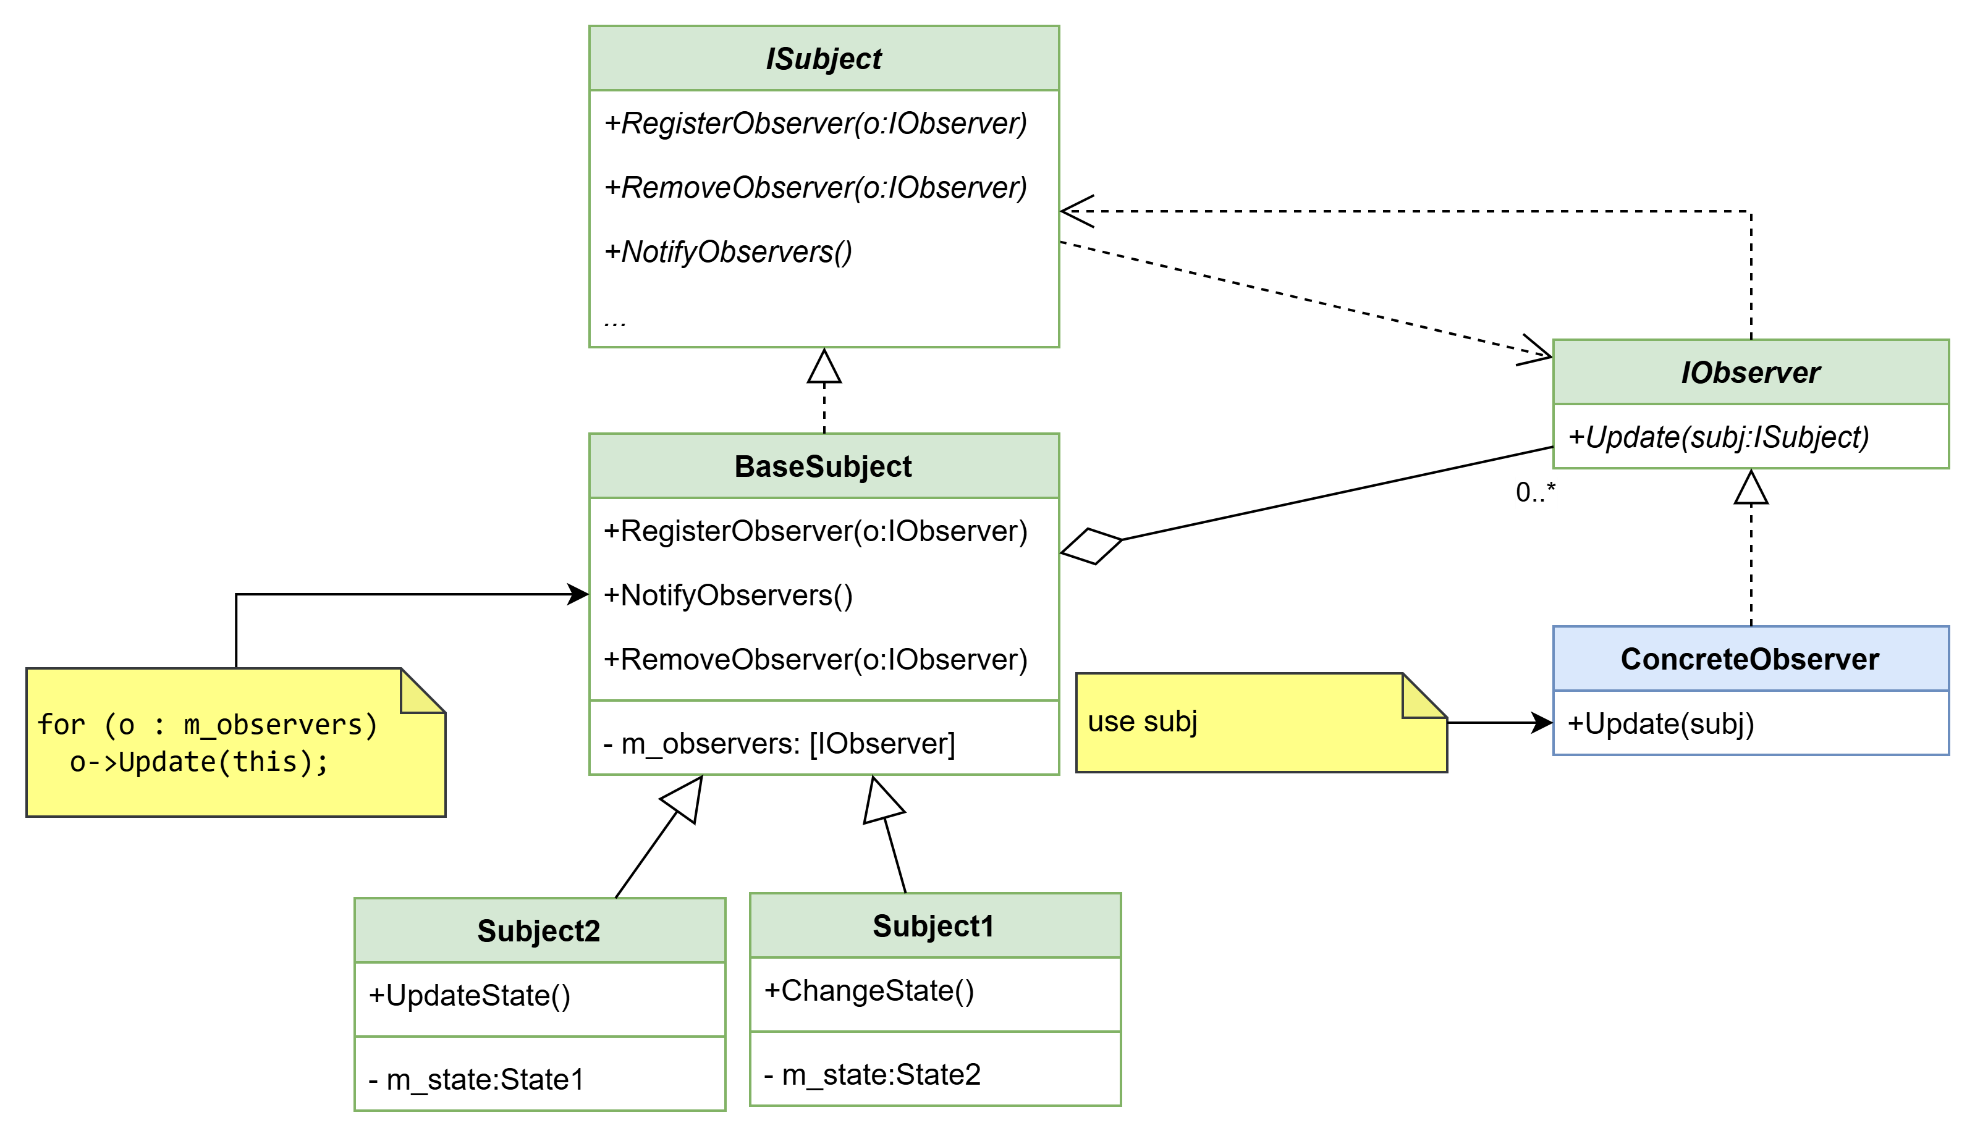 ISubject
+RegisterObserver(o:IObserver)
+RemoveObserver(o:IObserver)
+NotifyObservers()
...
IObserver
+Update(subj:ISubject)
0..*
BaseSubject
+RegisterObserver(o:IObserver)
+NotifyObservers()
+RemoveObserver(o:IObserver)
- m_observers: [IObserver]
for (o : m_observers)
  o->Update(this);
use subj
ConcreteObserver
+Update(subj)
Subject2
+UpdateState()
- m_state:State1
Subject1
+ChangeState()
- m_state:State2